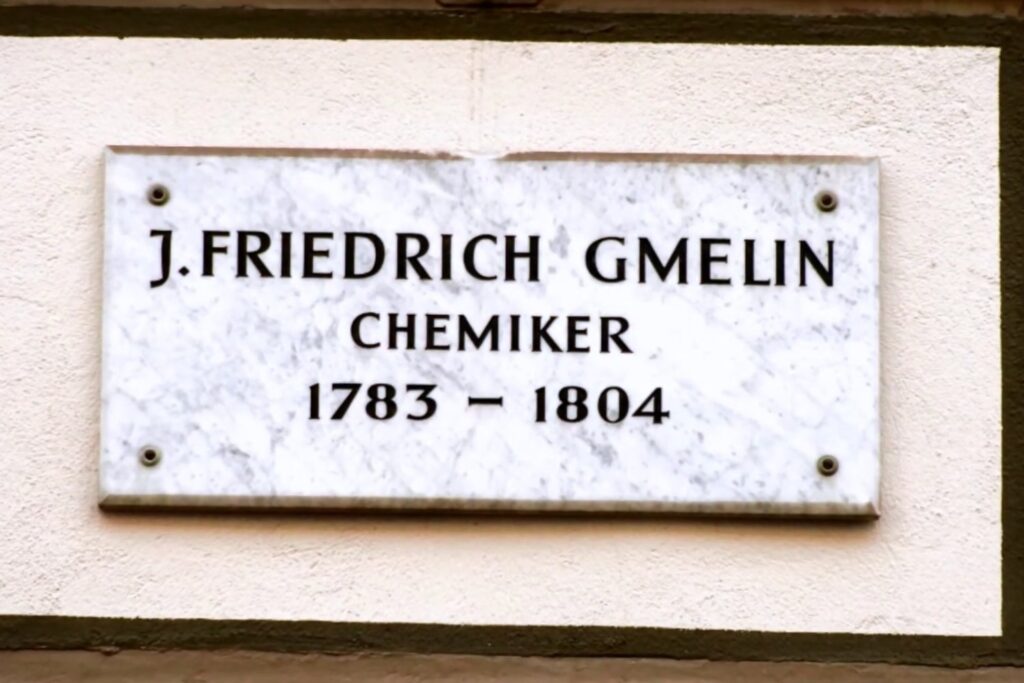 J. FRIEDRICH GMELIN
CHEMIKER
1783 – 1804